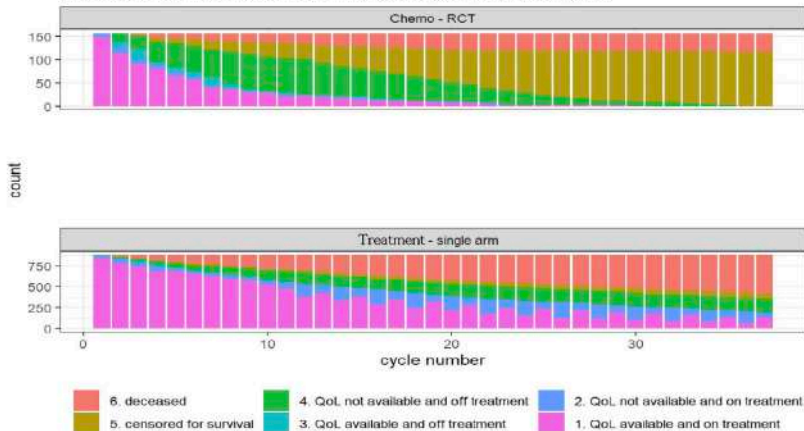 Chemo - RCT
150
100
50
0
count
Treatment - single arm
750
500
250
0
0
10
20
30
cycle number
6. deceased
4. QoL not available and off treatment
2. QoL not available and on treatment
5. censored for survival
3. QoL available and off treatment
1. QoL available and on treatment